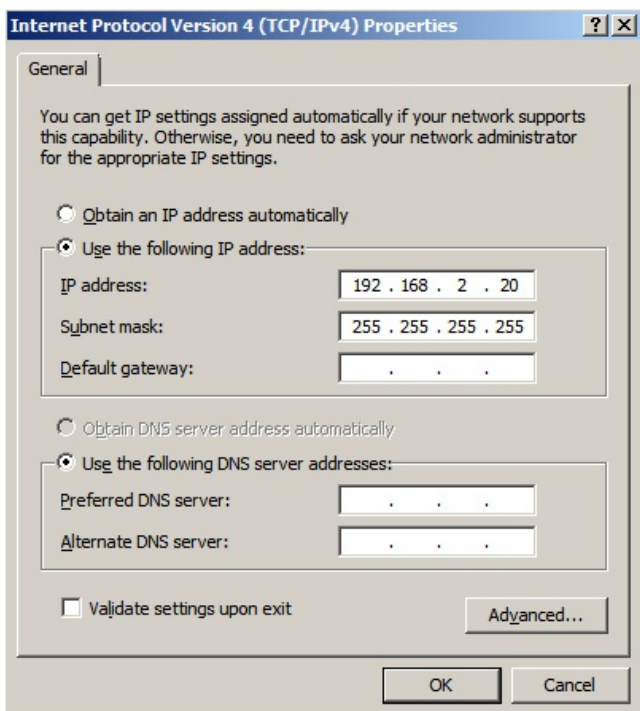 Internet Protocol Version 4 (TCP/IPv4) Properties
General
You can get IP settings assigned automatically if your network supports
this capability. Otherwise, you need to ask your network administrator
for the appropriate IP settings.
Obtain an IP address automatically
Use the following IP address:
IP address: 192 . 168 . 2 . 20
Subnet mask: 255 . 255 . 255 . 255
Default gateway: . . .
Obtain DNS server address automatically
Use the following DNS server addresses:
Preferred DNS server: . . .
Alternate DNS server: . . .
Validate settings upon exit
Advanced...
OK Cancel